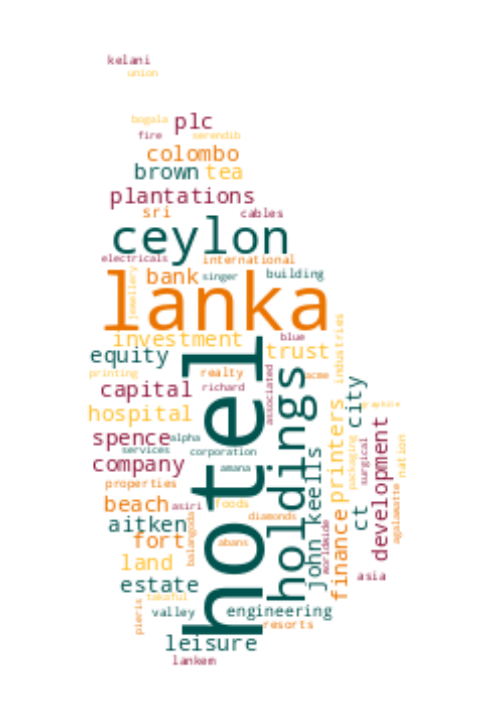 kelani
union
bogala plc
fire serendib
colombo
brown tea
plantations
sri cables
ceylon
electricals international
jewellery bank singer building
lanka
investment blue industries
equity hotel trust
printing realty acme
capital richard associated holdings city
hospital graphite
spence alpha printers development
services corporation
company amana john keells packaging surgical nation
properties
beach asiri foods
aitken diamonds ct agalawatte
fort balangoda abans worldwide finance
land
estate asia
pieris takaful
valley engineering
resorts
leisure
lankem